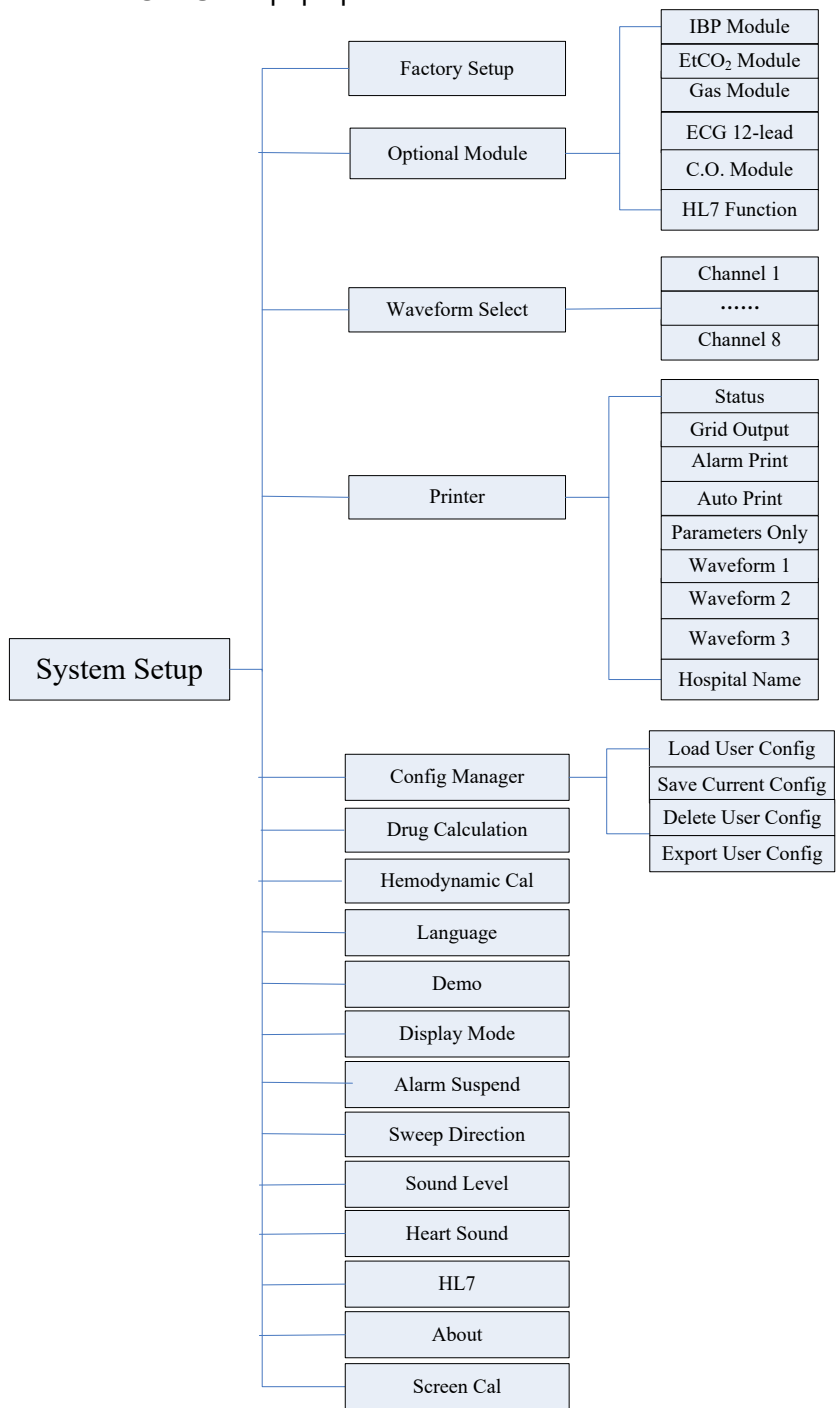 System Setup
Factory Setup
Optional Module
IBP Module
EtCO₂ Module
Gas Module
ECG 12-lead
C.O. Module
HL7 Function
Waveform Select
Channel 1
……
Channel 8
Printer
Status
Grid Output
Alarm Print
Auto Print
Parameters Only
Waveform 1
Waveform 2
Waveform 3
Hospital Name
Config Manager
Load User Config
Save Current Config
Delete User Config
Export User Config
Drug Calculation
Hemodynamic Cal
Language
Demo
Display Mode
Alarm Suspend
Sweep Direction
Sound Level
Heart Sound
HL7
About
Screen Cal